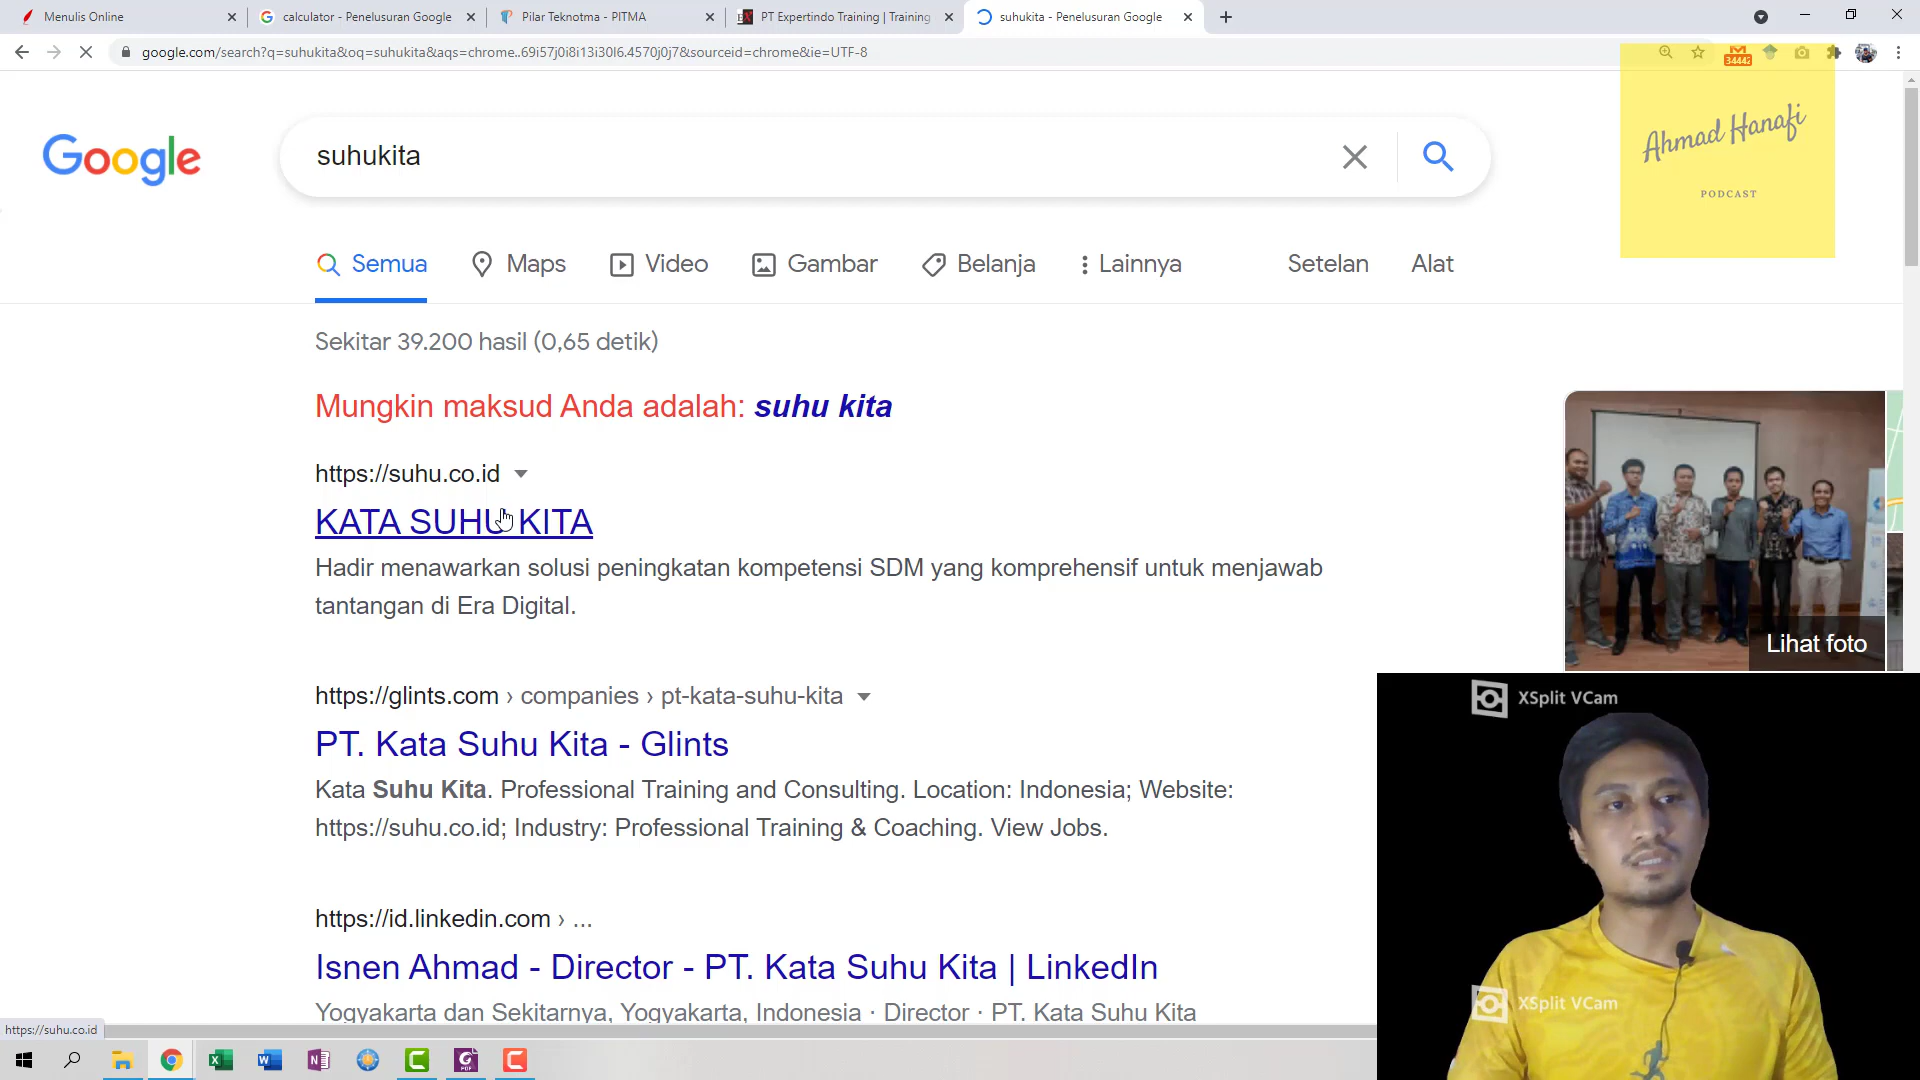 Menulis Online
calculator - Penelusuran Google
Pilar Teknotma - PITMA
PT Expertindo Training | Training
suhukita - Penelusuran Google
google.com/search?q=suhukita&oq=suhukita&aqs=chrome..69i57j0i8i13i30l6.4570j0j7&sourceid=chrome&ie=UTF-8
34442
Google
suhukita
Ahmad Hanafi
PODCAST
Semua
Maps
Video
Gambar
Belanja
Lainnya
Setelan
Alat
Sekitar 39.200 hasil (0,65 detik)
Mungkin maksud Anda adalah: suhu kita
https://suhu.co.id
KATA SUHU KITA
Hadir menawarkan solusi peningkatan kompetensi SDM yang komprehensif untuk menjawab
tantangan di Era Digital.
Lihat foto
https://glints.com › companies › pt-kata-suhu-kita
PT. Kata Suhu Kita - Glints
Kata Suhu Kita. Professional Training and Consulting. Location: Indonesia; Website:
https://suhu.co.id; Industry: Professional Training & Coaching. View Jobs.
XSplit VCam
https://id.linkedin.com › ...
Isnen Ahmad - Director - PT. Kata Suhu Kita | LinkedIn
Yogyakarta dan Sekitarnya, Yogyakarta, Indonesia · Director · PT. Kata Suhu Kita
XSplit VCam
https://suhu.co.id